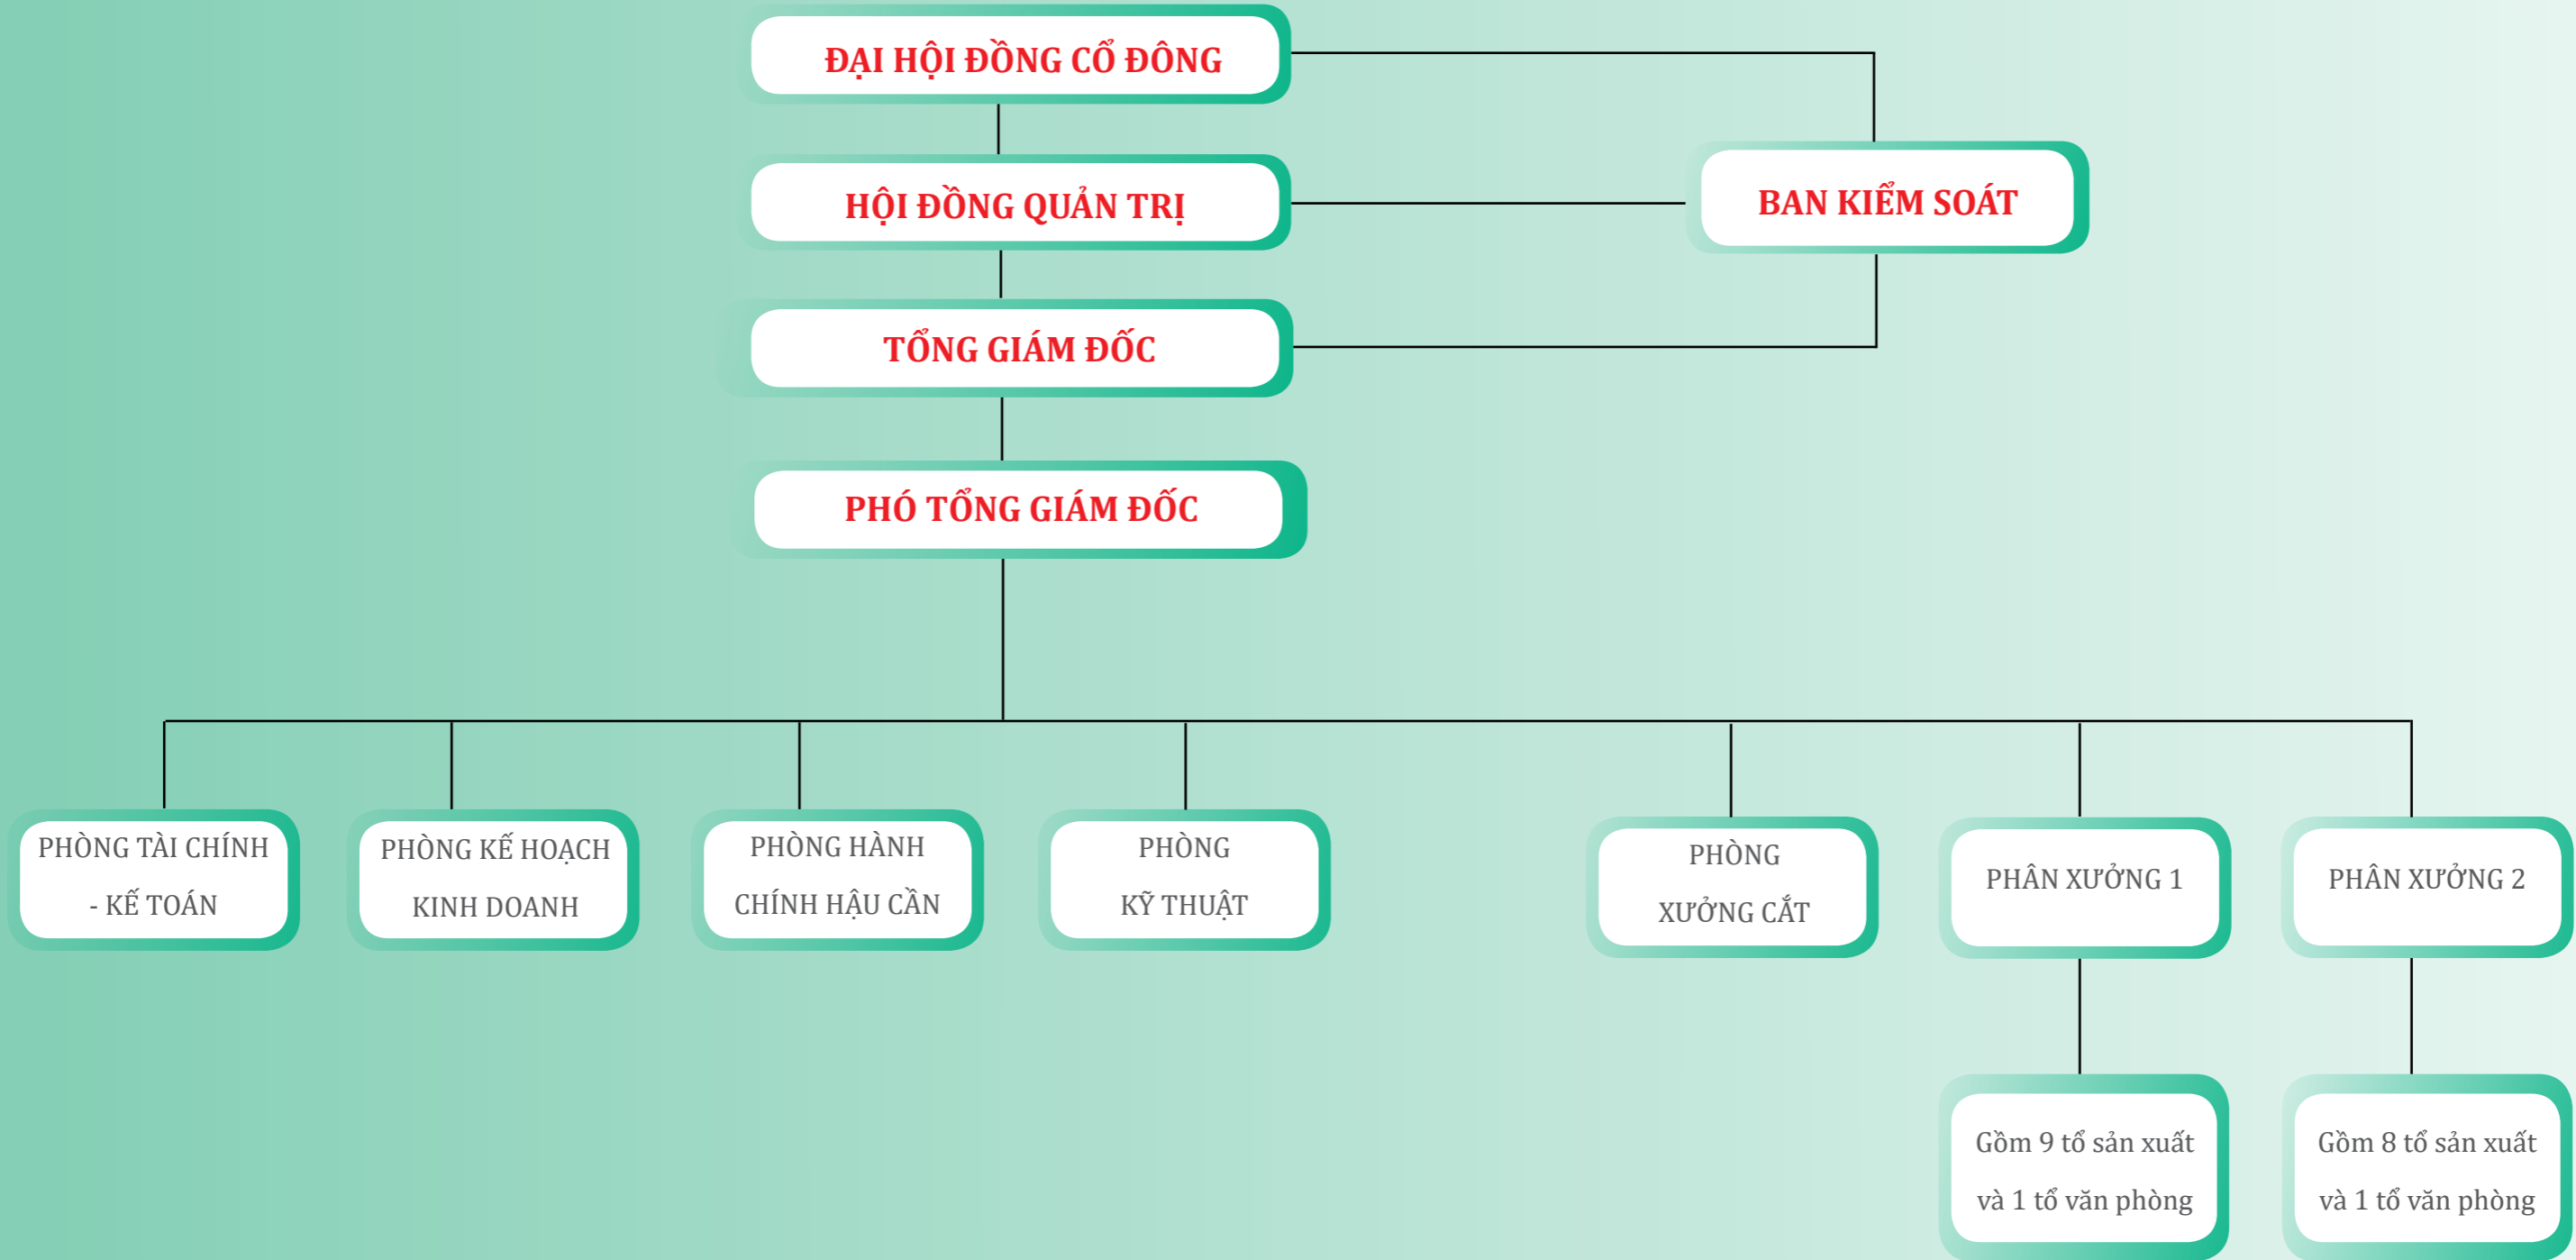 ĐẠI HỘI ĐỒNG CỔ ĐÔNG
HỘI ĐỒNG QUẢN TRỊ
BAN KIỂM SOÁT
TỔNG GIÁM ĐỐC
PHÓ TỔNG GIÁM ĐỐC
PHÒNG TÀI CHÍNH
- KẾ TOÁN
PHÒNG KẾ HOẠCH
KINH DOANH
PHÒNG HÀNH
CHÍNH HẬU CẦN
PHÒNG
KỸ THUẬT
PHÒNG
XƯỞNG CẮT
PHÂN XƯỞNG 1
PHÂN XƯỞNG 2
Gồm 9 tổ sản xuất
và 1 tổ văn phòng
Gồm 8 tổ sản xuất
và 1 tổ văn phòng